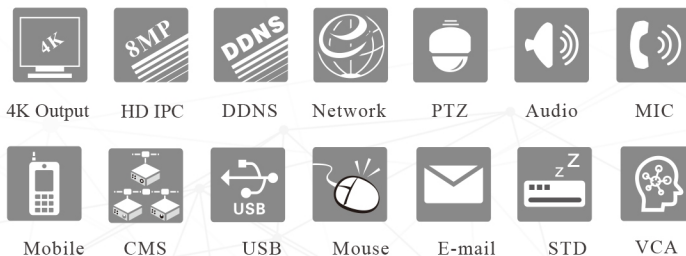 4K
8MP
DDNS
4K Output HD IPC DDNS Network PTZ Audio MIC
USB
z Z
Mobile CMS USB Mouse E-mail STD VCA